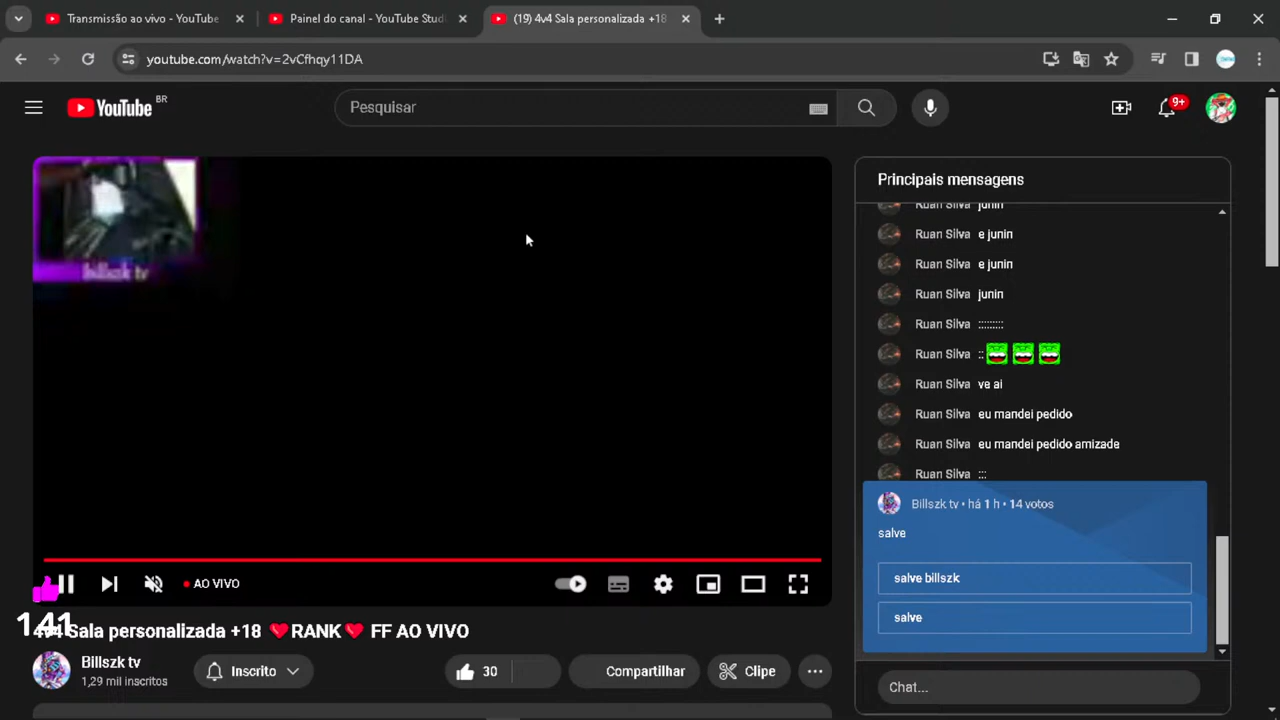 Transmissão ao vivo - YouTube
Painel do canal - YouTube Studi
(19) 4v4 Sala personalizada +18
youtube.com/watch?v=2vCfhqy11DA
YouTube BR
Pesquisar
9+
Billszk tv
Principais mensagens
Ruan Silva junin
Ruan Silva e junin
Ruan Silva e junin
Ruan Silva junin
Ruan Silva :::::::::
Ruan Silva ::
Ruan Silva ve ai
Ruan Silva eu mandei pedido
Ruan Silva eu mandei pedido amizade
Ruan Silva :::
Billszk tv • há 1 h • 14 votos
salve
salve billszk
salve
Chat...
AO VIVO
141
4v4 Sala personalizada +18 ❤️RANK❤️ FF AO VIVO
Billszk tv
1,29 mil inscritos
Inscrito
30
Compartilhar
Clipe